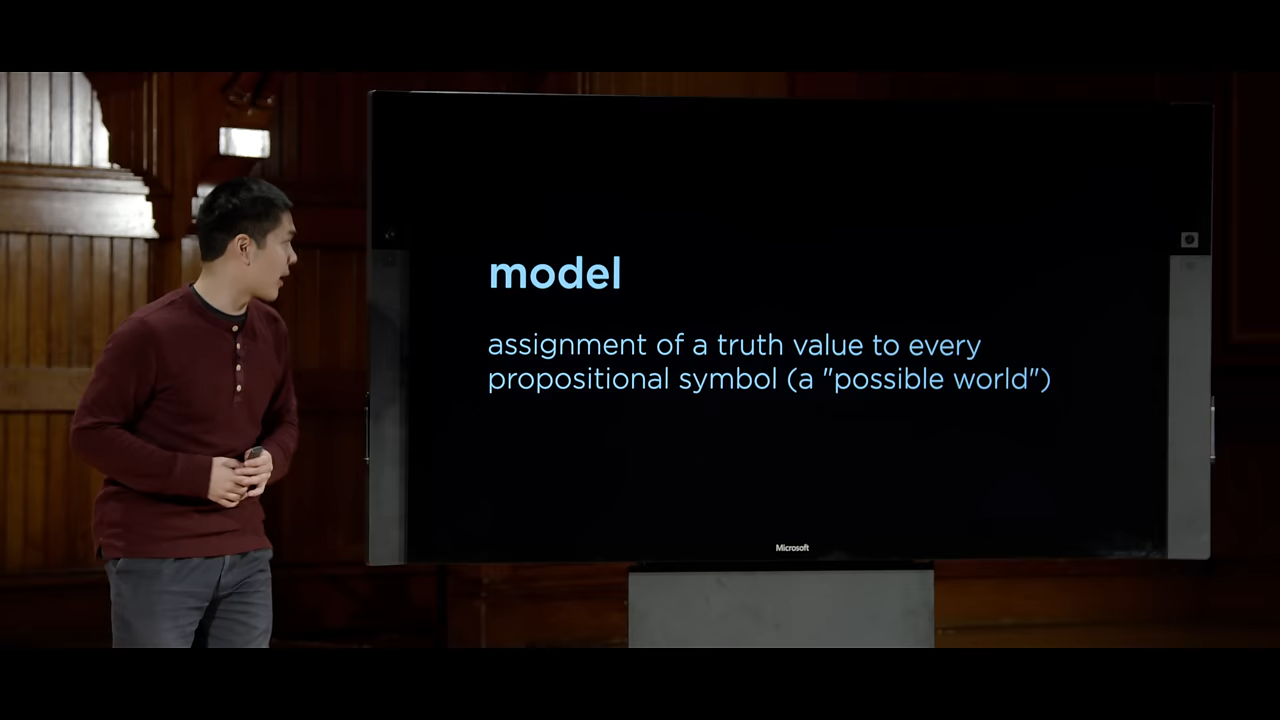 model
assignment of a truth value to every
propositional symbol (a "possible world")
Microsoft